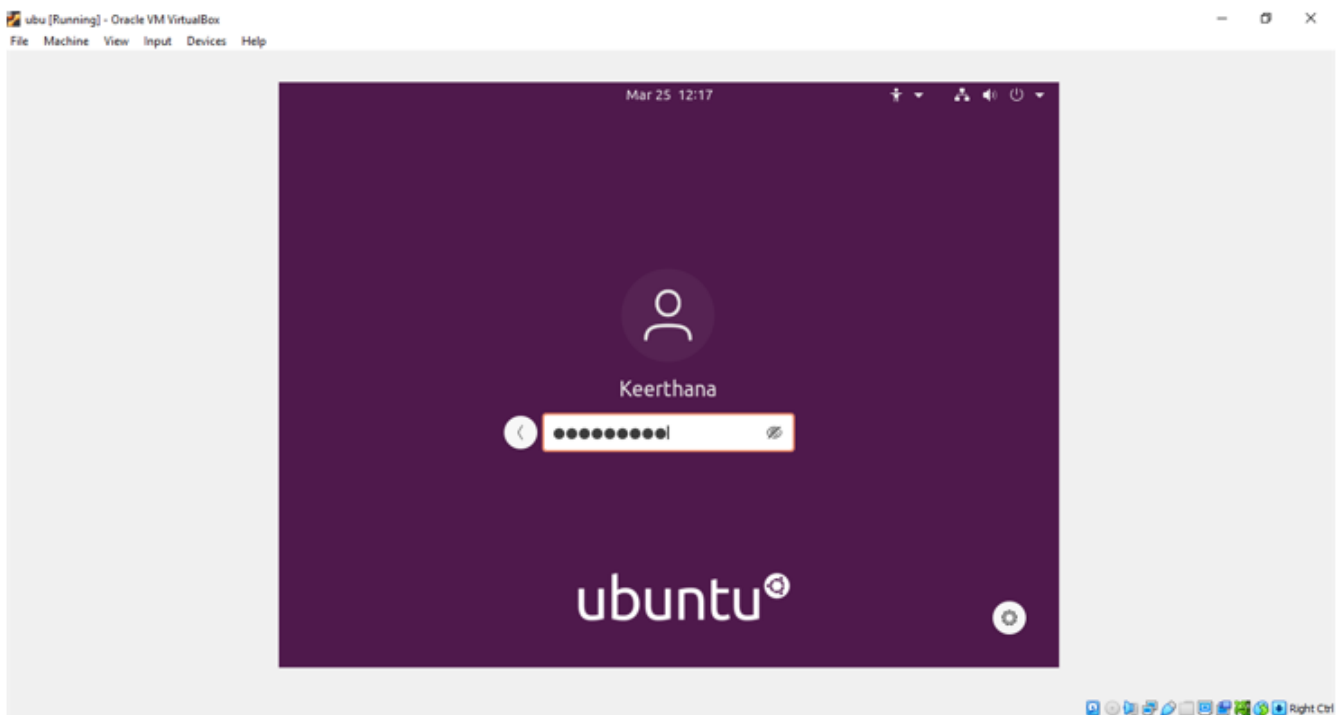 ubu [Running] - Oracle VM VirtualBox
File Machine View Input Devices Help
Mar 25 12:17
Keerthana
ubuntu
Right Ctrl